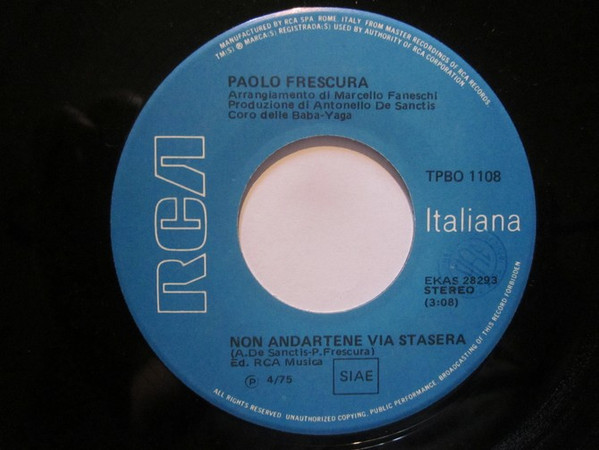 MANUFACTURED BY RCA SPA. ROME, ITALY FROM MASTER RECORDINGS OF RCA RECORDS
TM(S) ® MARCA(S) REGISTRADA(S) USED BY AUTHORITY OF RCA CORPORATION
PAOLO FRESCURA
Arrangiamento di Marcello Faneschi
Produzione di Antonello De Sanctis
Coro delle Baba-Yaga
RCA
TPBO 1108
Italiana
EKAS 28293
STEREO
(3:08)
NON ANDARTENE VIA STASERA
(A.De Sanctis-P.Frescura)
Ed. RCA Musica
Ⓟ 4/75
SIAE
ALL RIGHTS RESERVED. UNAUTHORIZED COPYING, PUBLIC PERFORMANCE, BROADCASTING OF THIS RECORD FORBIDDEN